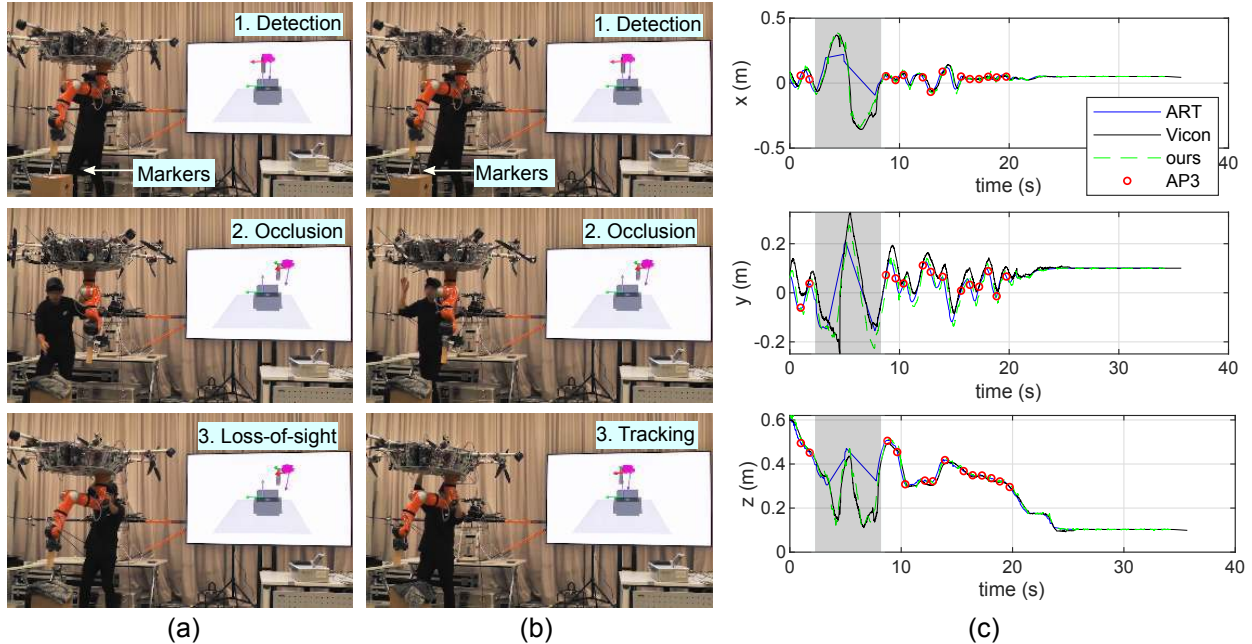 1. Detection
Markers
2. Occlusion
3. Loss-of-sight
(a)
1. Detection
Markers
2. Occlusion
3. Tracking
(b)
0.5
0
-0.5
x (m)
0 10 20 30 40
time (s)
ART
Vicon
ours
AP3
0.2
0
-0.2
y (m)
0 10 20 30 40
time (s)
0.6
0.4
0.2
0
z (m)
0 10 20 30 40
time (s)
(c)